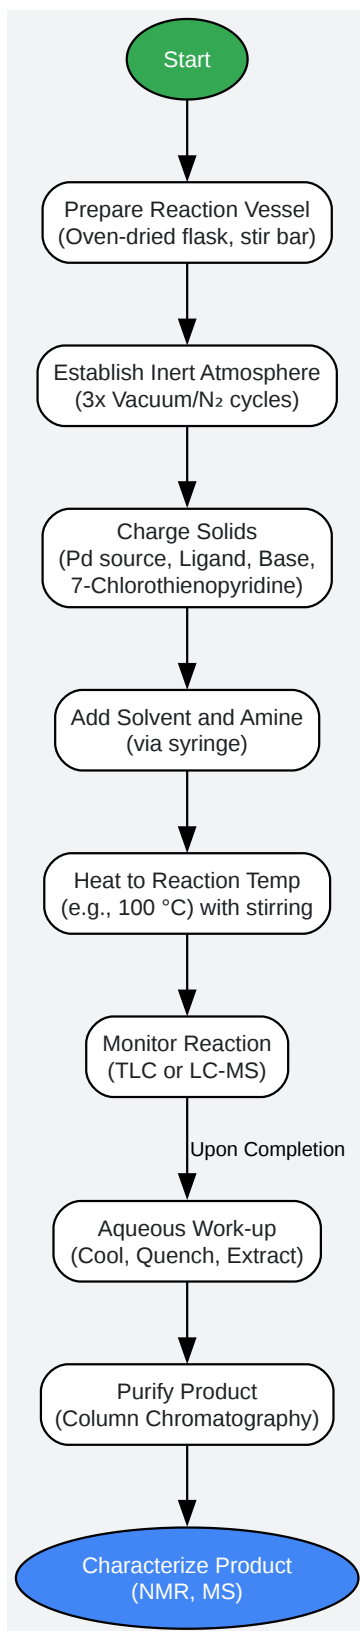 Start
Prepare Reaction Vessel
(Oven-dried flask, stir bar)
Establish Inert Atmosphere
(3x Vacuum/N₂ cycles)
Charge Solids
(Pd source, Ligand, Base,
7-Chlorothienopyridine)
Add Solvent and Amine
(via syringe)
Heat to Reaction Temp
(e.g., 100 °C) with stirring
Monitor Reaction
(TLC or LC-MS)
Upon Completion
Aqueous Work-up
(Cool, Quench, Extract)
Purify Product
(Column Chromatography)
Characterize Product
(NMR, MS)